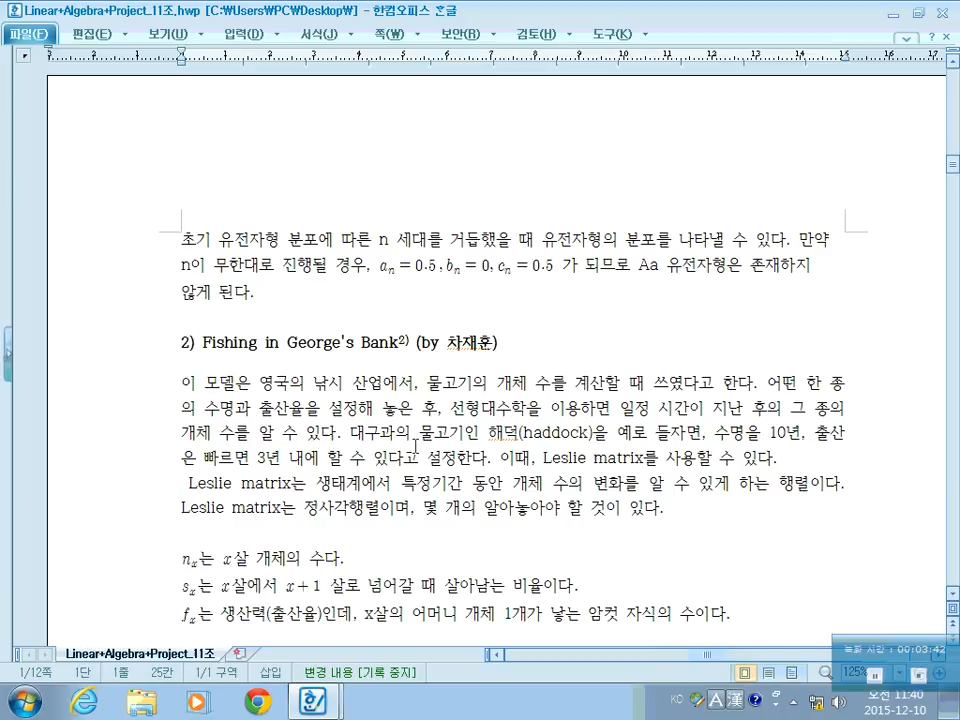 Linear+Algebra+Project_11조.hwp [C:\Users\PC\Desktop\] - 한컴오피스 한글
파일(F) 편집(E) 보기(U) 입력(D) 서식(J) 쪽(W) 보안(R) 검토(H) 도구(K)
초기 유전자형 분포에 따른 n 세대를 거듭했을 때 유전자형의 분포를 나타낼 수 있다. 만약
n이 무한대로 진행될 경우, aₙ = 0.5, bₙ = 0, cₙ = 0.5 가 되므로 Aa 유전자형은 존재하지
않게 된다.
2) Fishing in George's Bank2) (by 차재훈)
이 모델은 영국의 낚시 산업에서, 물고기의 개체 수를 계산할 때 쓰였다고 한다. 어떤 한 종
의 수명과 출산율을 설정해 놓은 후, 선형대수학을 이용하면 일정 시간이 지난 후의 그 종의
개체 수를 알 수 있다. 대구과의 물고기인 해덕(haddock)을 예로 들자면, 수명을 10년, 출산
은 빠르면 3년 내에 할 수 있다고 설정한다. 이때, Leslie matrix를 사용할 수 있다.
Leslie matrix는 생태계에서 특정기간 동안 개체 수의 변화를 알 수 있게 하는 행렬이다.
Leslie matrix는 정사각행렬이며, 몇 개의 알아놓아야 할 것이 있다.
nₓ는 x살 개체의 수다.
sₓ는 x살에서 x+1 살로 넘어갈 때 살아남는 비율이다.
fₓ는 생산력(출산율)인데, x살의 어머니 개체 1개가 낳는 암컷 자식의 수이다.
Linear+Algebra+Project_11조
녹화 시간 : 00:03:42
1/12쪽 1단 1줄 25칸 1/1 구역 삽입 변경 내용 [기록 중지] 125%
KO A 漢
오전 11:40
2015-12-10